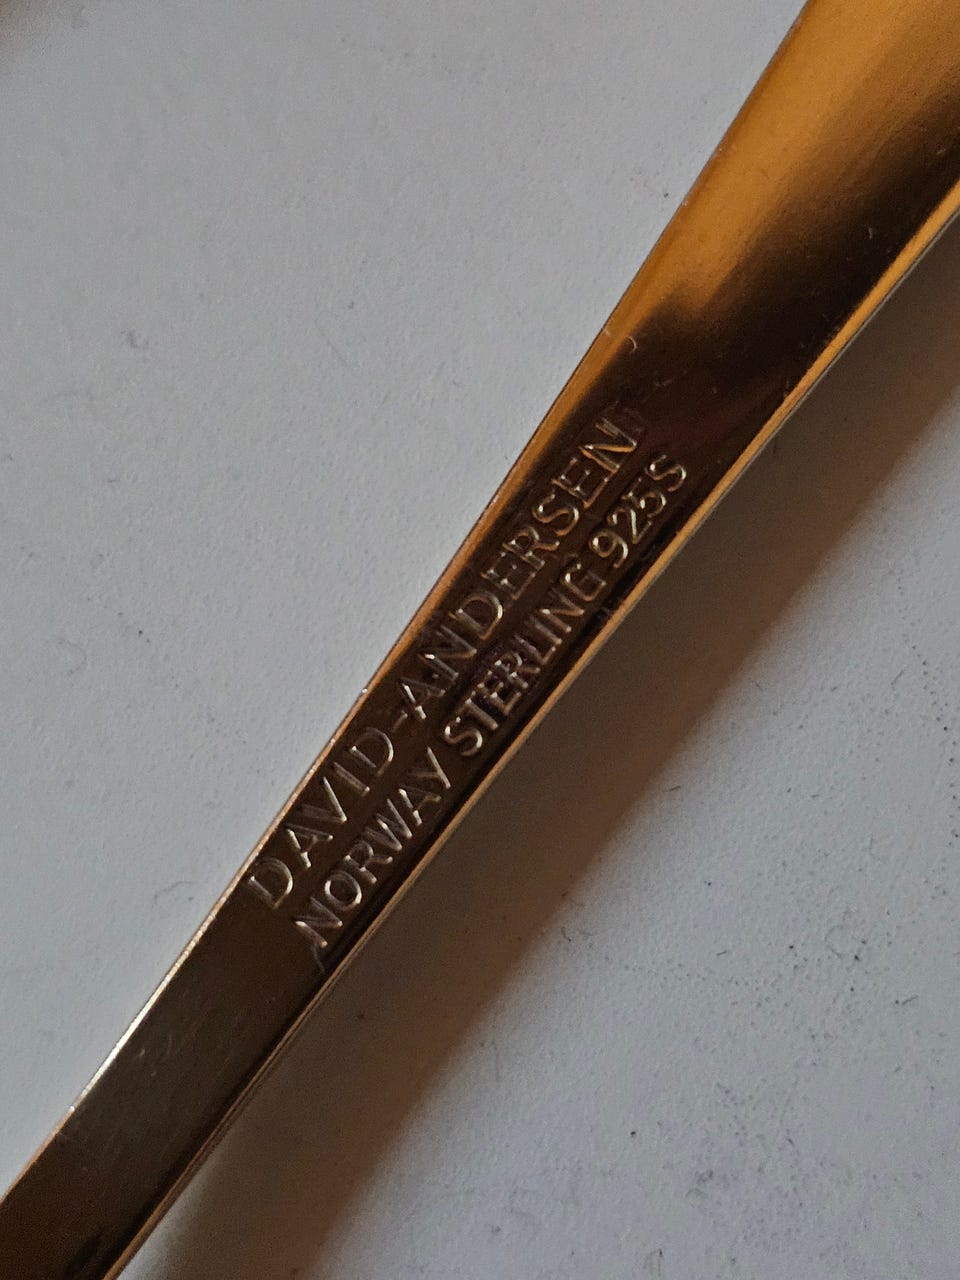 DAVID-ANDERSEN
NORWAY STERLING 925S